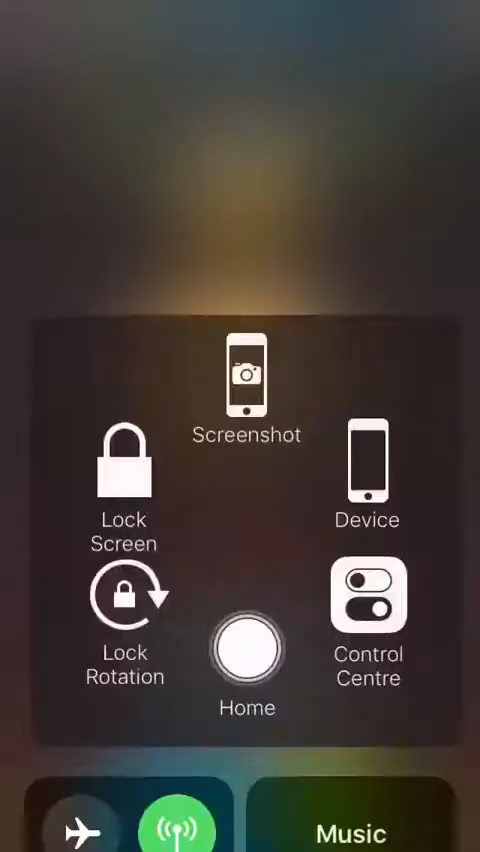 Screenshot
Lock
Screen
Device
Lock
Rotation
Control
Centre
Home
Music